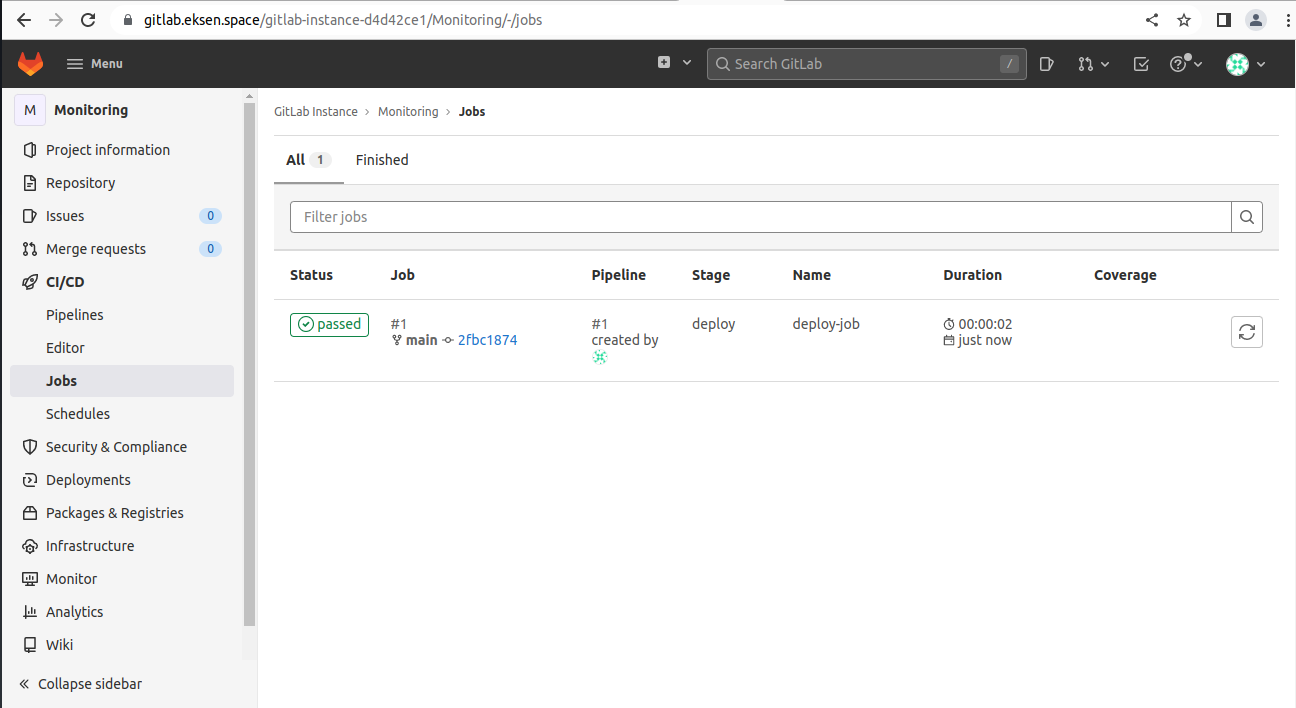 gitlab.eksen.space/gitlab-instance-d4d42ce1/Monitoring/-/jobs
Menu
Search GitLab
/
M Monitoring
Project information
Repository
Issues 0
Merge requests 0
CI/CD
Pipelines
Editor
Jobs
Schedules
Security & Compliance
Deployments
Packages & Registries
Infrastructure
Monitor
Analytics
Wiki
Collapse sidebar
GitLab Instance › Monitoring › Jobs
All 1 Finished
Filter jobs
Status Job Pipeline Stage Name Duration Coverage
passed #1 #1 deploy deploy-job 00:00:02
main 2fbc1874 created by just now